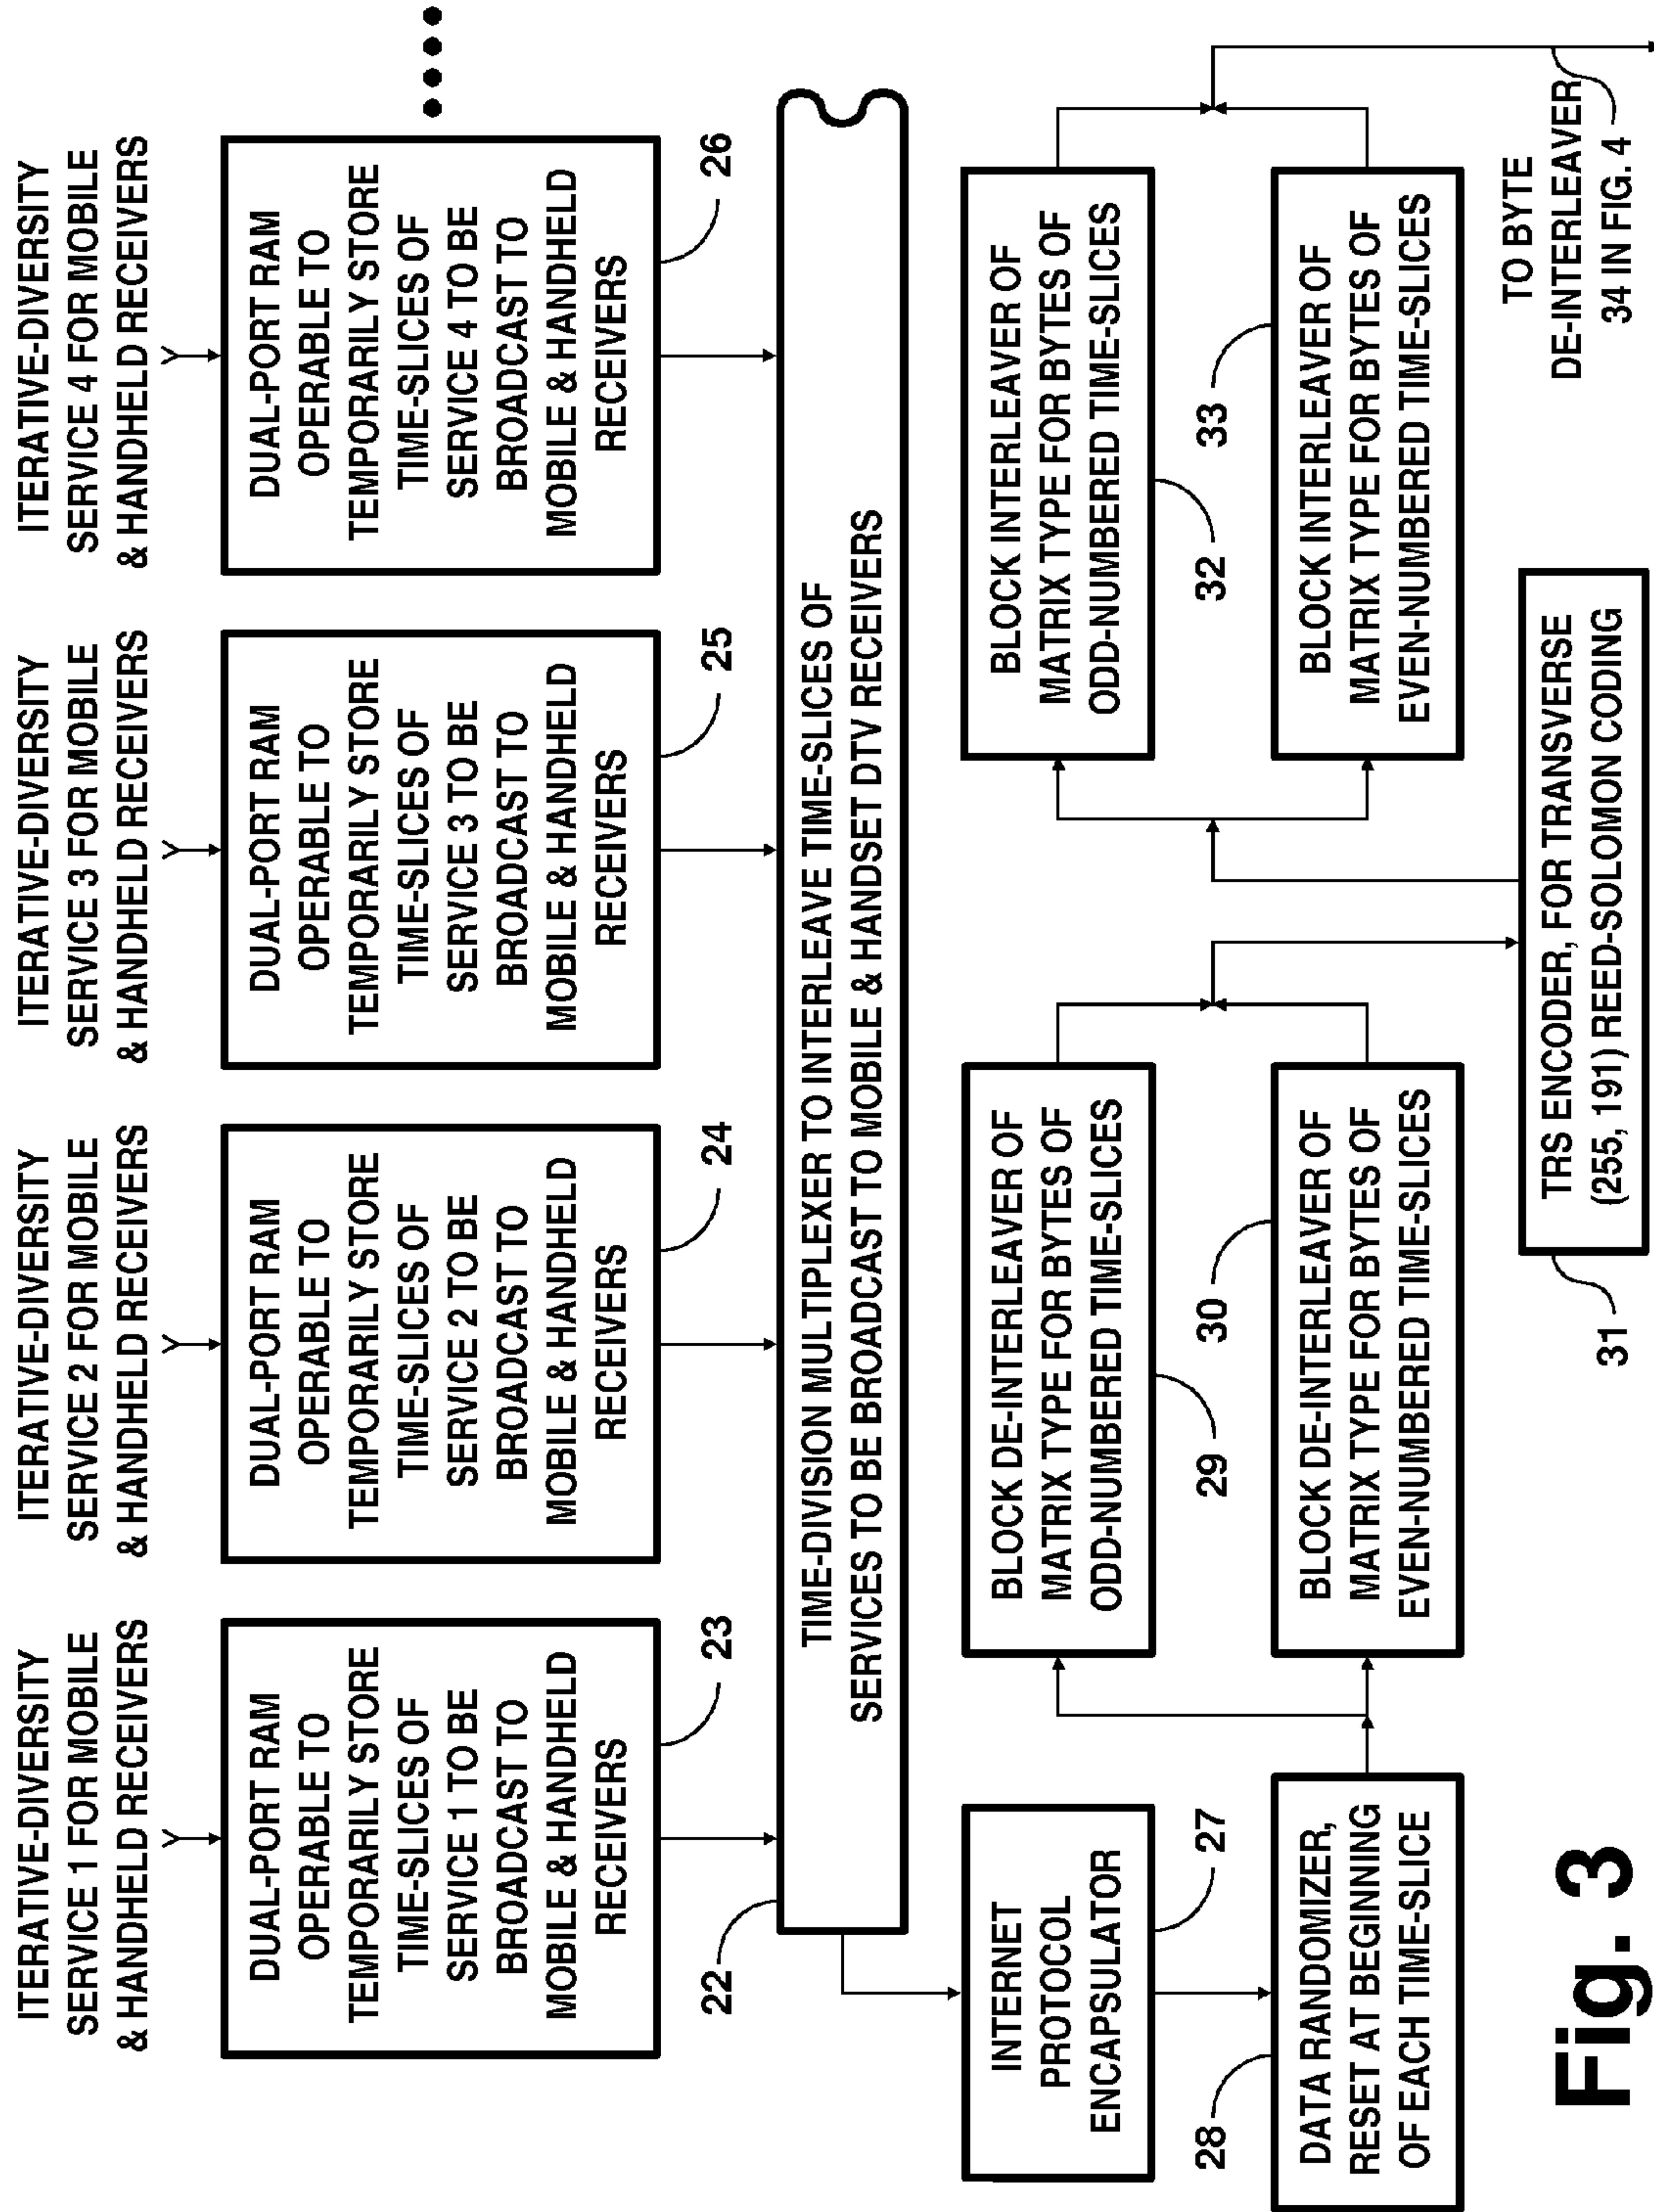 ITERATIVE-DIVERSITY
SERVICE 1 FOR MOBILE
& HANDHELD RECEIVERS
ITERATIVE-DIVERSITY
SERVICE 2 FOR MOBILE
& HANDHELD RECEIVERS
ITERATIVE-DIVERSITY
SERVICE 3 FOR MOBILE
& HANDHELD RECEIVERS
ITERATIVE-DIVERSITY
SERVICE 4 FOR MOBILE
& HANDHELD RECEIVERS
DUAL-PORT RAM
OPERABLE TO
TEMPORARILY STORE
TIME-SLICES OF
SERVICE 1 TO BE
BROADCAST TO
MOBILE & HANDHELD
RECEIVERS
23
DUAL-PORT RAM
OPERABLE TO
TEMPORARILY STORE
TIME-SLICES OF
SERVICE 2 TO BE
BROADCAST TO
MOBILE & HANDHELD
RECEIVERS
24
DUAL-PORT RAM
OPERABLE TO
TEMPORARILY STORE
TIME-SLICES OF
SERVICE 3 TO BE
BROADCAST TO
MOBILE & HANDHELD
RECEIVERS
25
DUAL-PORT RAM
OPERABLE TO
TEMPORARILY STORE
TIME-SLICES OF
SERVICE 4 TO BE
BROADCAST TO
MOBILE & HANDHELD
RECEIVERS
26
22
TIME-DIVISION MULTIPLEXER TO INTERLEAVE TIME-SLICES OF
SERVICES TO BE BROADCAST TO MOBILE & HANDSET DTV RECEIVERS
INTERNET
PROTOCOL
ENCAPSULATOR
27
28
DATA RANDOMIZER,
RESET AT BEGINNING
OF EACH TIME-SLICE
BLOCK DE-INTERLEAVER OF
MATRIX TYPE FOR BYTES OF
ODD-NUMBERED TIME-SLICES
29
30
BLOCK DE-INTERLEAVER OF
MATRIX TYPE FOR BYTES OF
EVEN-NUMBERED TIME-SLICES
31
TRS ENCODER, FOR TRANSVERSE
(255, 191) REED-SOLOMON CODING
BLOCK INTERLEAVER OF
MATRIX TYPE FOR BYTES OF
ODD-NUMBERED TIME-SLICES
32
33
BLOCK INTERLEAVER OF
MATRIX TYPE FOR BYTES OF
EVEN-NUMBERED TIME-SLICES
TO BYTE
DE-INTERLEAVER
34 IN FIG. 4
Fig. 3